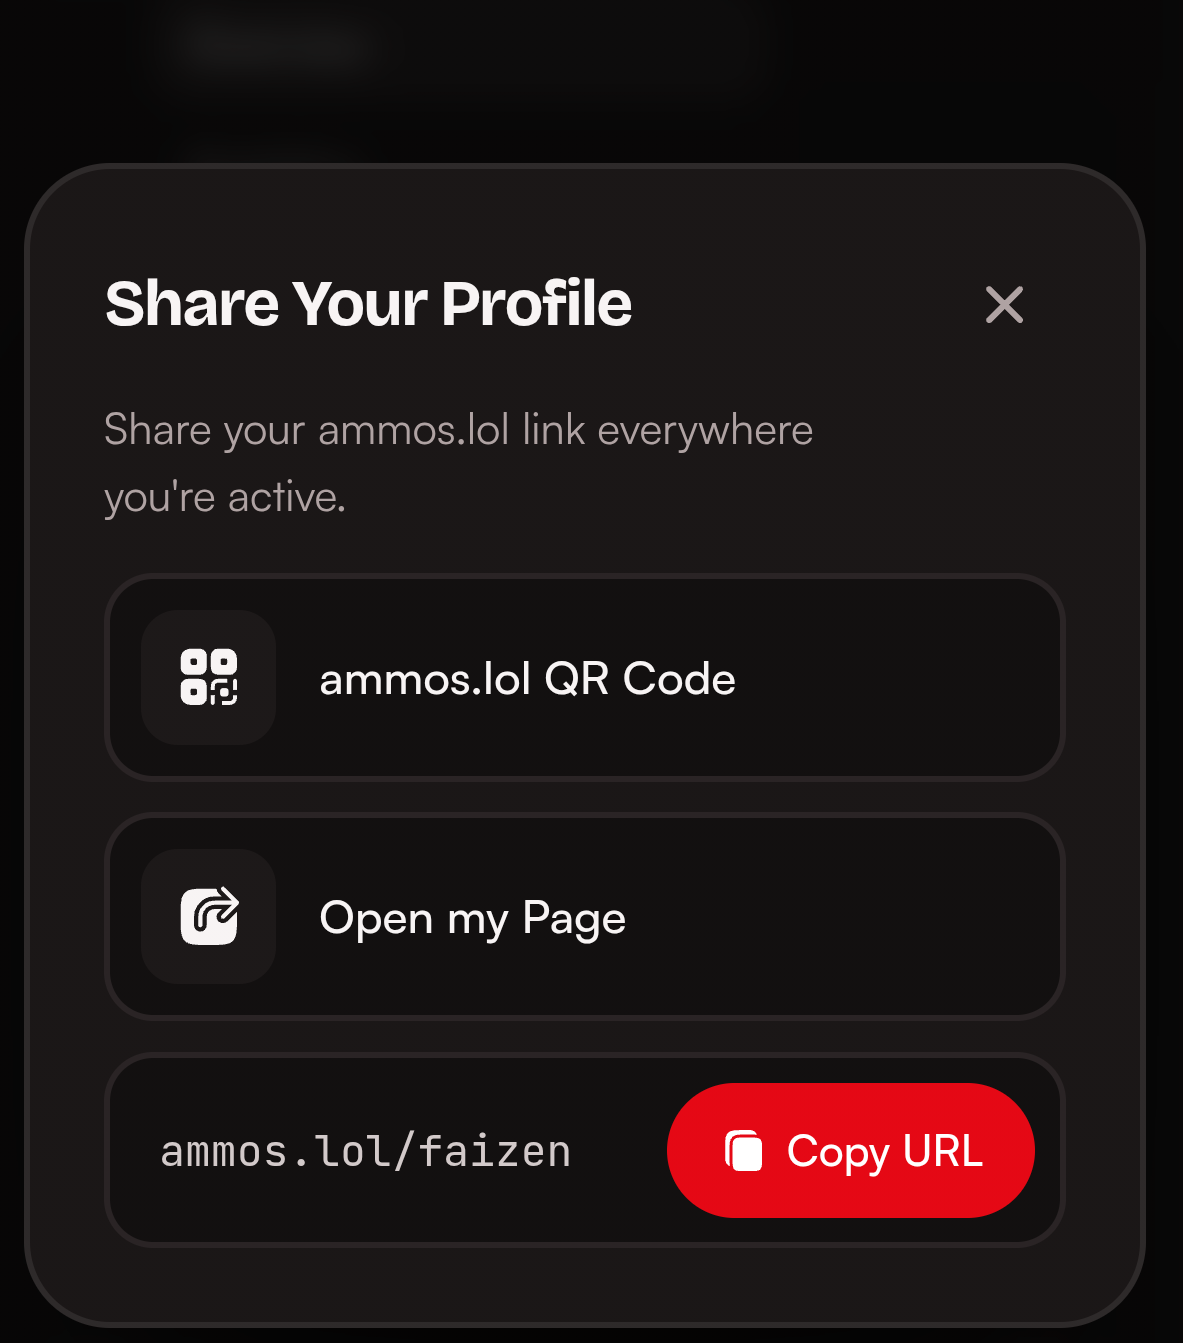 Share Your Profile
Share your ammos.lol link everywhere
you're active.
ammos.lol QR Code
Open my Page
ammos.lol/faizen
Copy URL